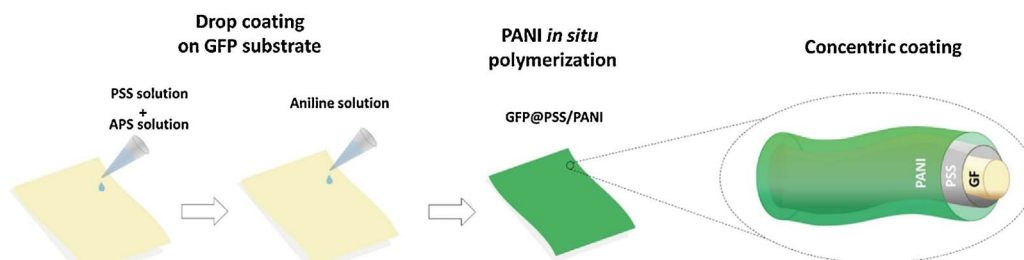 Drop coating
on GFP substrate
PSS solution
+
APS solution
Aniline solution
PANI in situ
polymerization
GFP@PSS/PANI
Concentric coating
PANI
PSS
GF